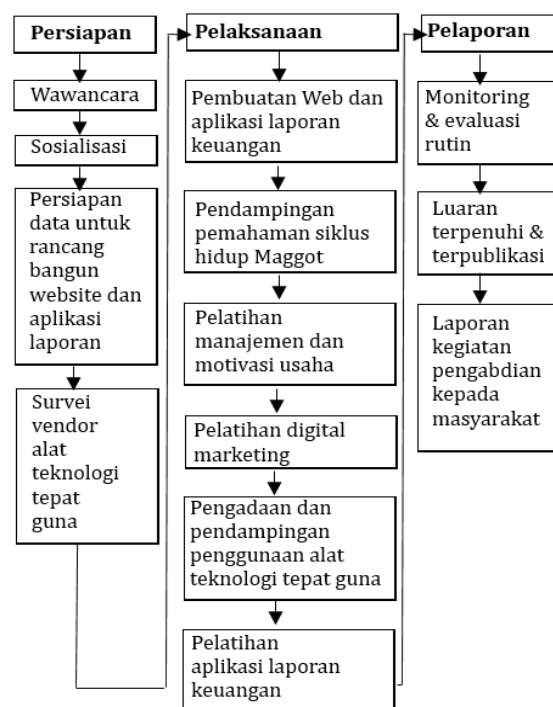 Persiapan
Wawancara
Sosialisasi
Persiapan
data untuk
rancang
bangun
website dan
aplikasi
laporan
Survei
vendor
alat
teknologi
tepat
guna
Pelaksanaan
Pembuatan Web dan
aplikasi laporan
keuangan
Pendampingan
pemahaman siklus
hidup Maggot
Pelatihan
manajemen dan
motivasi usaha
Pelatihan digital
marketing
Pengadaan dan
pendampingan
penggunaan alat
teknologi tepat guna
Pelatihan
aplikasi laporan
keuangan
Pelaporan
Monitoring
& evaluasi
rutin
Luaran
terpenuhi &
terpublikasi
Laporan
kegiatan
pengabdian
kepada
masyarakat